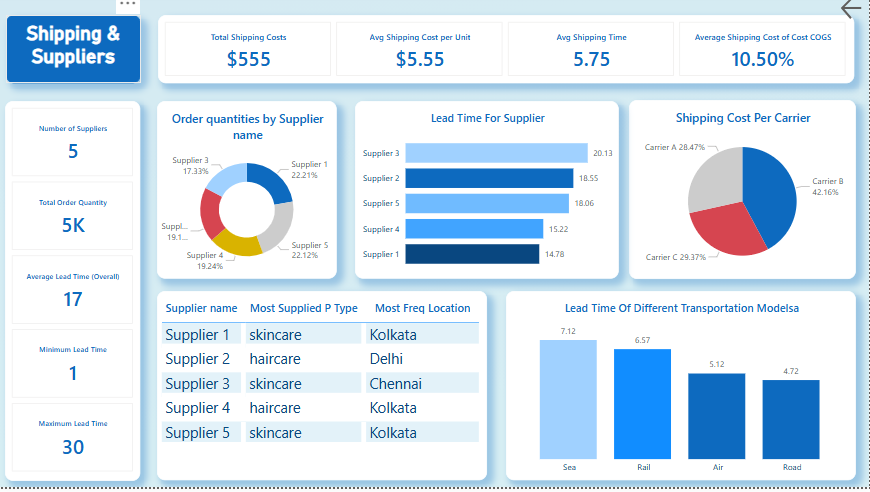 Shipping &
Suppliers
Total Shipping Costs
$555
Avg Shipping Cost per Unit
$5.55
Avg Shipping Time
5.75
Average Shipping Cost of Cost COGS
10.50%
Number of Suppliers
5
Total Order Quantity
5K
Average Lead Time (Overall)
17
Minimum Lead Time
1
Maximum Lead Time
30
Order quantities by Supplier
name
Supplier 3
17.33%
Supplier 1
22.21%
Suppl...
19.1...
Supplier 4
19.24%
Supplier 5
22.12%
Lead Time For Supplier
Supplier 3 20.13
Supplier 2 18.55
Supplier 5 18.06
Supplier 4 15.22
Supplier 1 14.78
Shipping Cost Per Carrier
Carrier A 28.47%
Carrier B
42.16%
Carrier C 29.37%
Supplier name Most Supplied P Type Most Freq Location
Supplier 1 skincare Kolkata
Supplier 2 haircare Delhi
Supplier 3 skincare Chennai
Supplier 4 haircare Kolkata
Supplier 5 skincare Kolkata
Lead Time Of Different Transportation Modelsa
7.12
6.57
5.12
4.72
Sea Rail Air Road